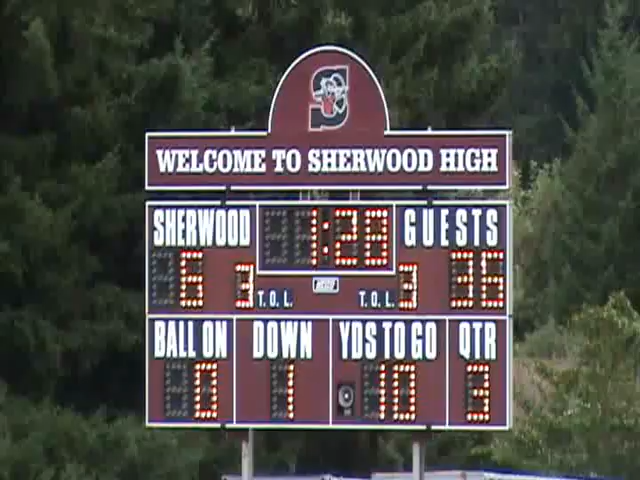 S
WELCOME TO SHERWOOD HIGH
SHERWOOD 1:28 GUESTS
6 3 T.O.L. T.O.L. 3 36
BALL ON DOWN YDS TO GO QTR
0 1 10 3